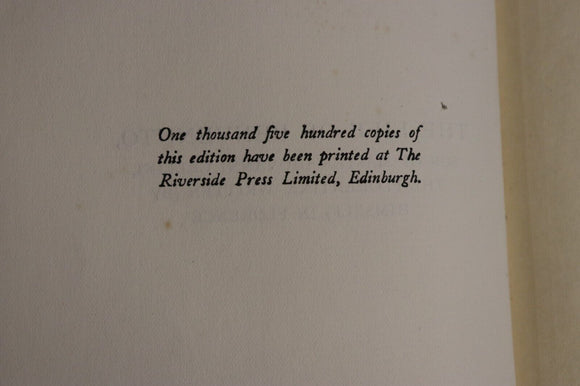 One thousand five hundred copies of
this edition have been printed at The
Riverside Press Limited, Edinburgh.